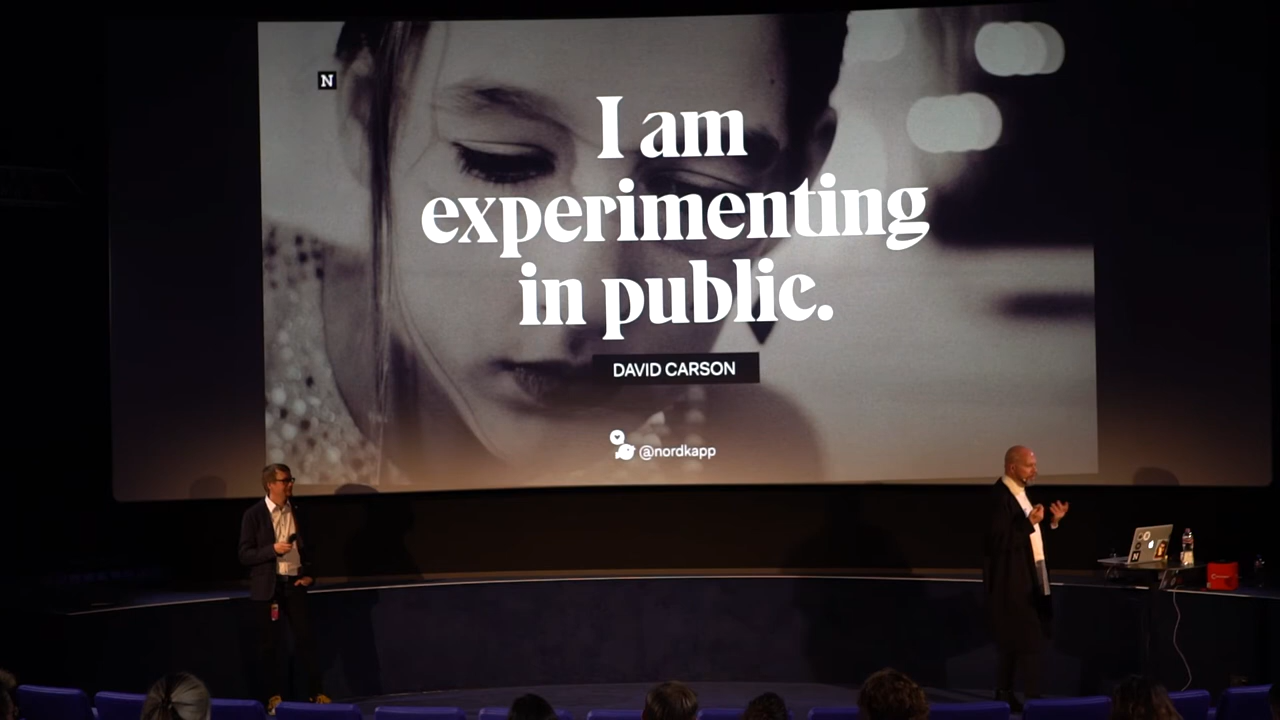 N
I am
experimenting
in public.
DAVID CARSON
@nordkapp
N